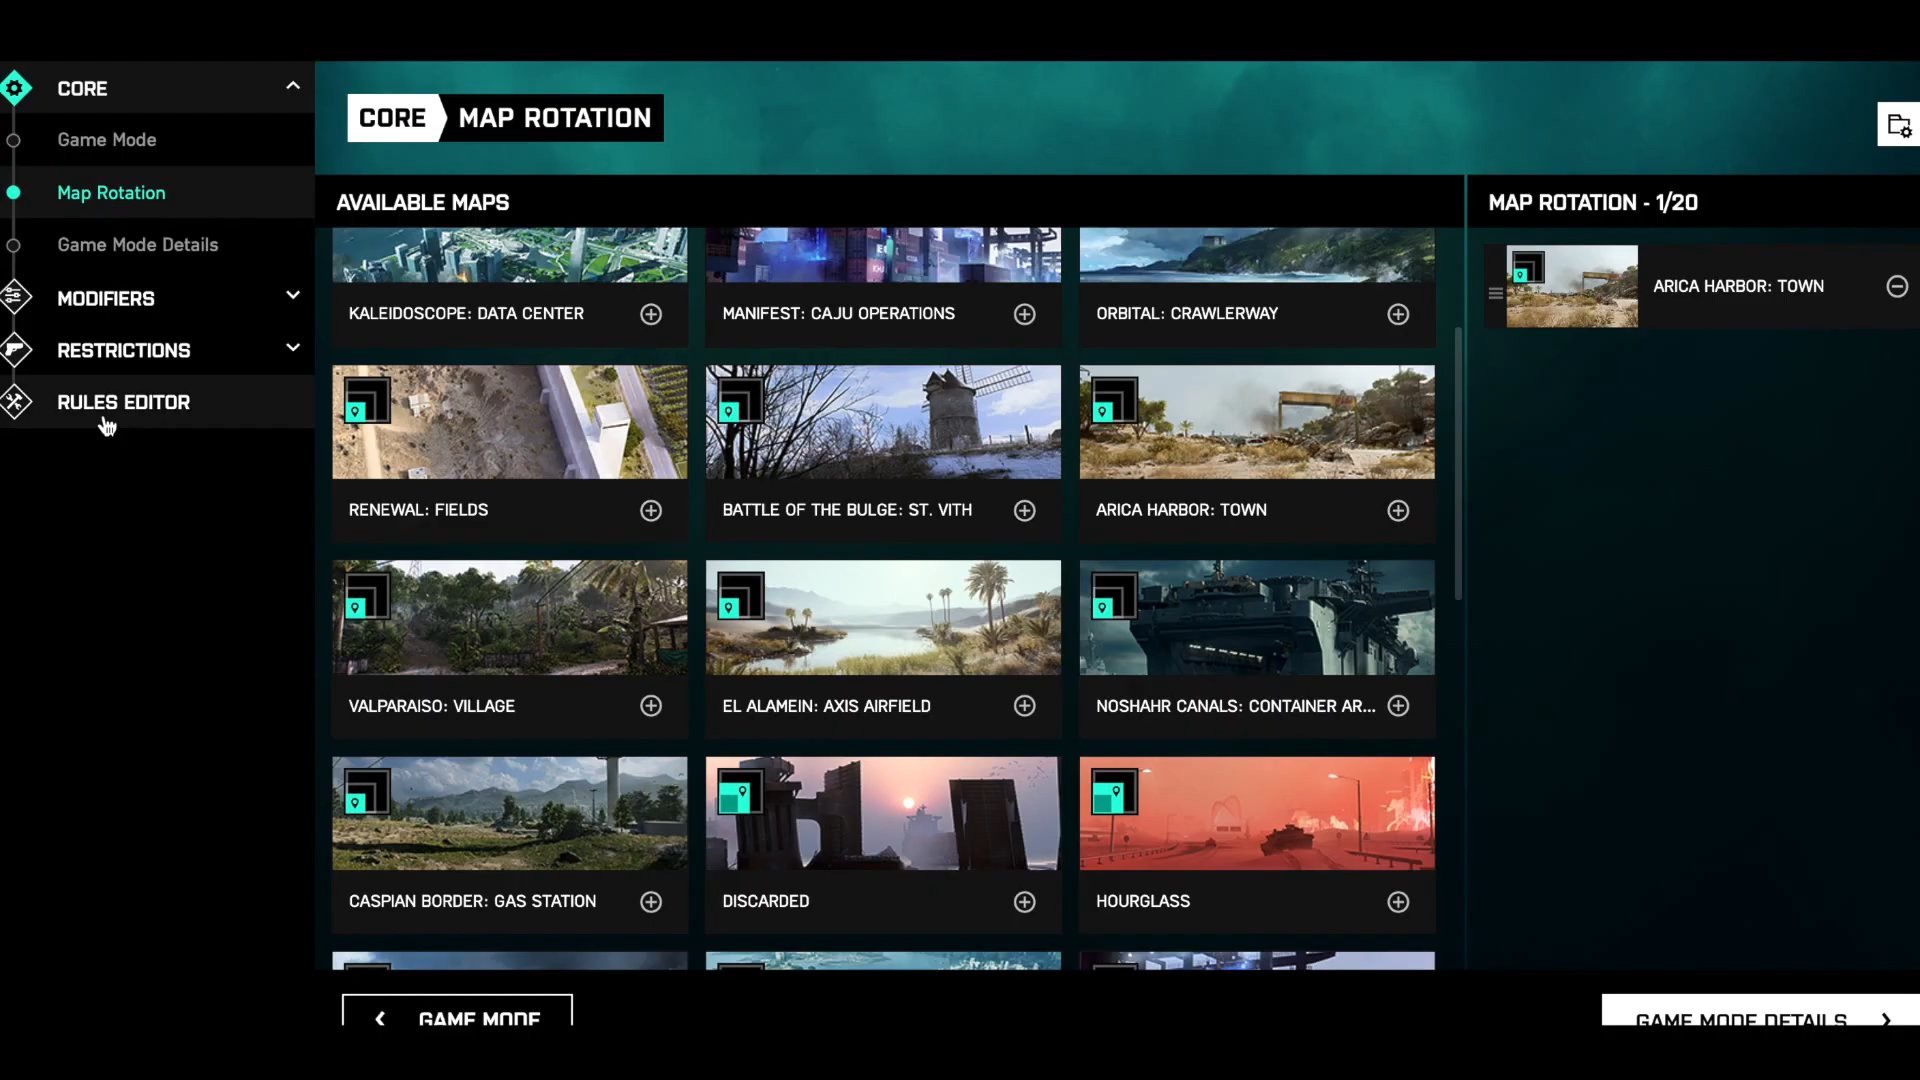 CORE
Game Mode
Map Rotation
Game Mode Details
MODIFIERS
RESTRICTIONS
RULES EDITOR
CORE MAP ROTATION
AVAILABLE MAPS
KALEIDOSCOPE: DATA CENTER
MANIFEST: CAJU OPERATIONS
ORBITAL: CRAWLERWAY
RENEWAL: FIELDS
BATTLE OF THE BULGE: ST. VITH
ARICA HARBOR: TOWN
VALPARAISO: VILLAGE
EL ALAMEIN: AXIS AIRFIELD
NOSHAHR CANALS: CONTAINER AR...
CASPIAN BORDER: GAS STATION
DISCARDED
HOURGLASS
MAP ROTATION - 1/20
ARICA HARBOR: TOWN
GAME MODE
GAME MODE DETAILS